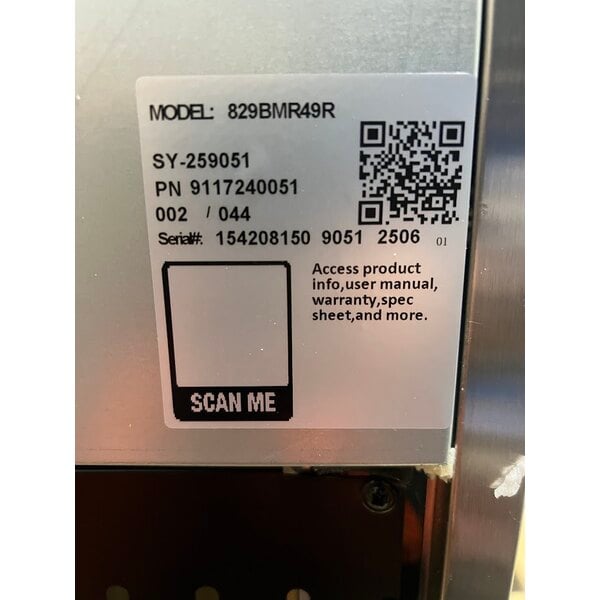 MODEL: 829BMR49R
SY-259051
PN 9117240051
002 / 044
Serial#: 154208150 9051 2506 01
Access product
info,user manual,
warranty,spec
sheet,and more.
SCAN ME